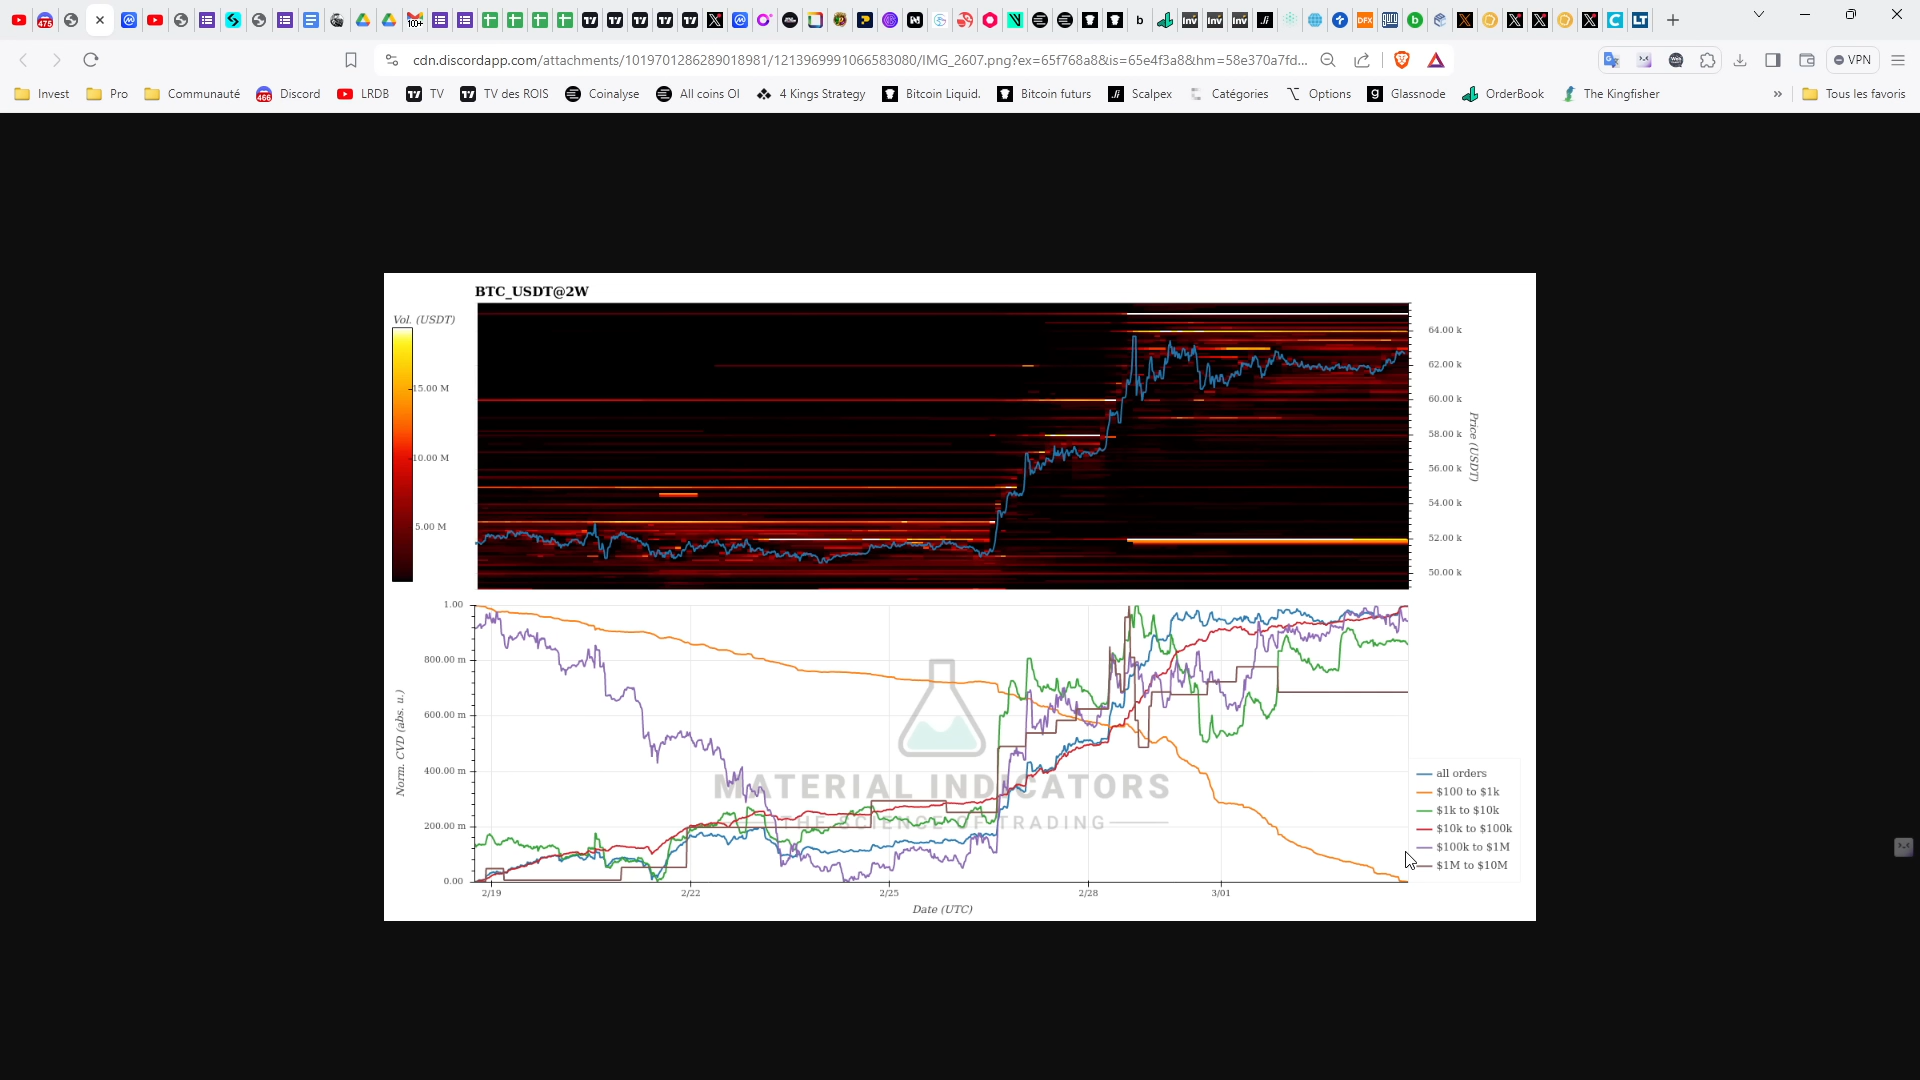 cdn.discordapp.com/attachments/1019701286289018981/1213969991066583080/IMG_2607.png?ex=65f768a8&is=65e4f3a8&hm=58e370a7fd...
VPN
Invest
Pro
Communauté
Discord
LRDB
TV
TV des ROIS
Coinalyse
All coins OI
4 Kings Strategy
Bitcoin Liquid.
Bitcoin futurs
Scalpex
Catégories
Options
Glassnode
OrderBook
The Kingfisher
»
Tous les favoris
BTC_USDT@2W
Vol. (USDT)
15.00 M
10.00 M
5.00 M
64.00 k
62.00 k
60.00 k
58.00 k
56.00 k
54.00 k
52.00 k
50.00 k
Price (USDT)
1.00
800.00 m
600.00 m
400.00 m
200.00 m
0.00
Norm. CVD (abs. u.)
MATERIAL INDICATORS
THE SCIENCE OF TRADING
all orders
$100 to $1k
$1k to $10k
$10k to $100k
$100k to $1M
$1M to $10M
2/19
2/22
2/25
2/28
3/01
Date (UTC)